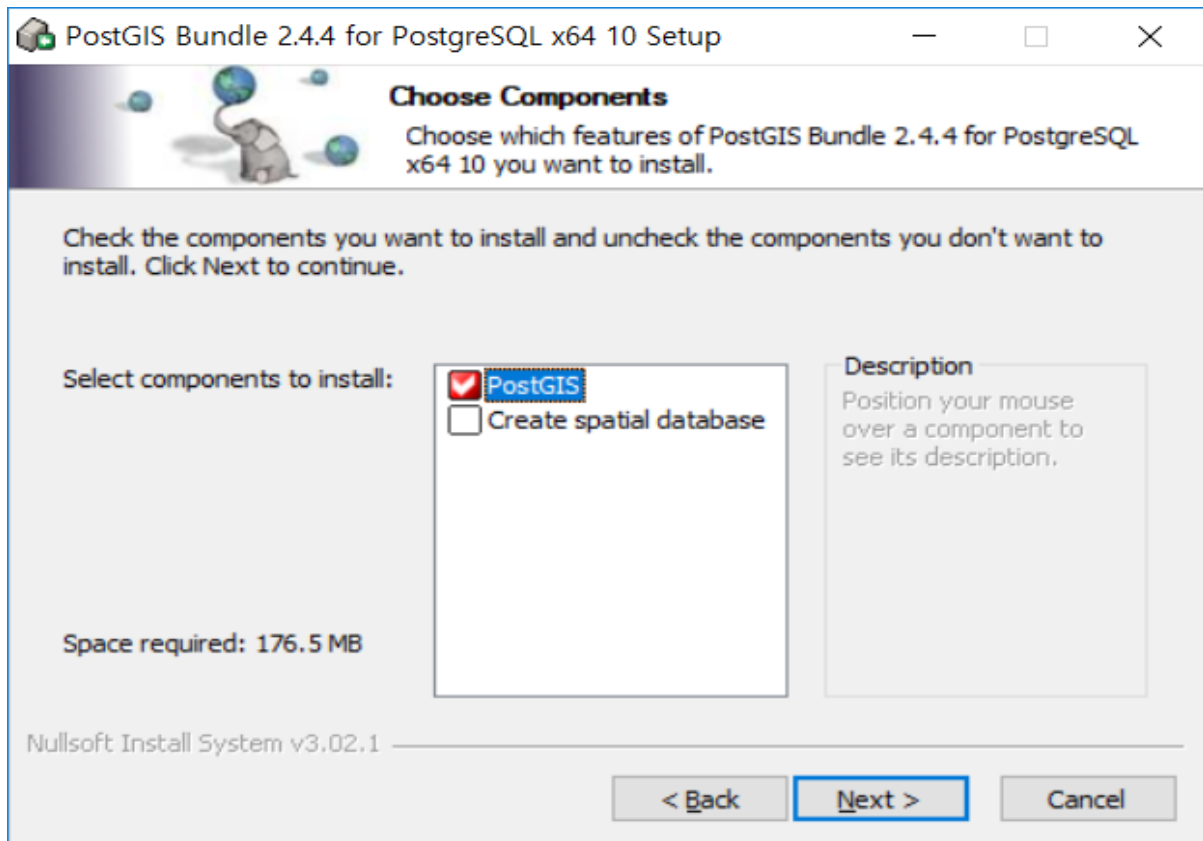 PostGIS Bundle 2.4.4 for PostgreSQL x64 10 Setup
Choose Components
Choose which features of PostGIS Bundle 2.4.4 for PostgreSQL
x64 10 you want to install.
Check the components you want to install and uncheck the components you don't want to
install. Click Next to continue.
Select components to install:
PostGIS
Create spatial database
Description
Position your mouse
over a component to
see its description.
Space required: 176.5 MB
Nullsoft Install System v3.02.1
< Back
Next >
Cancel